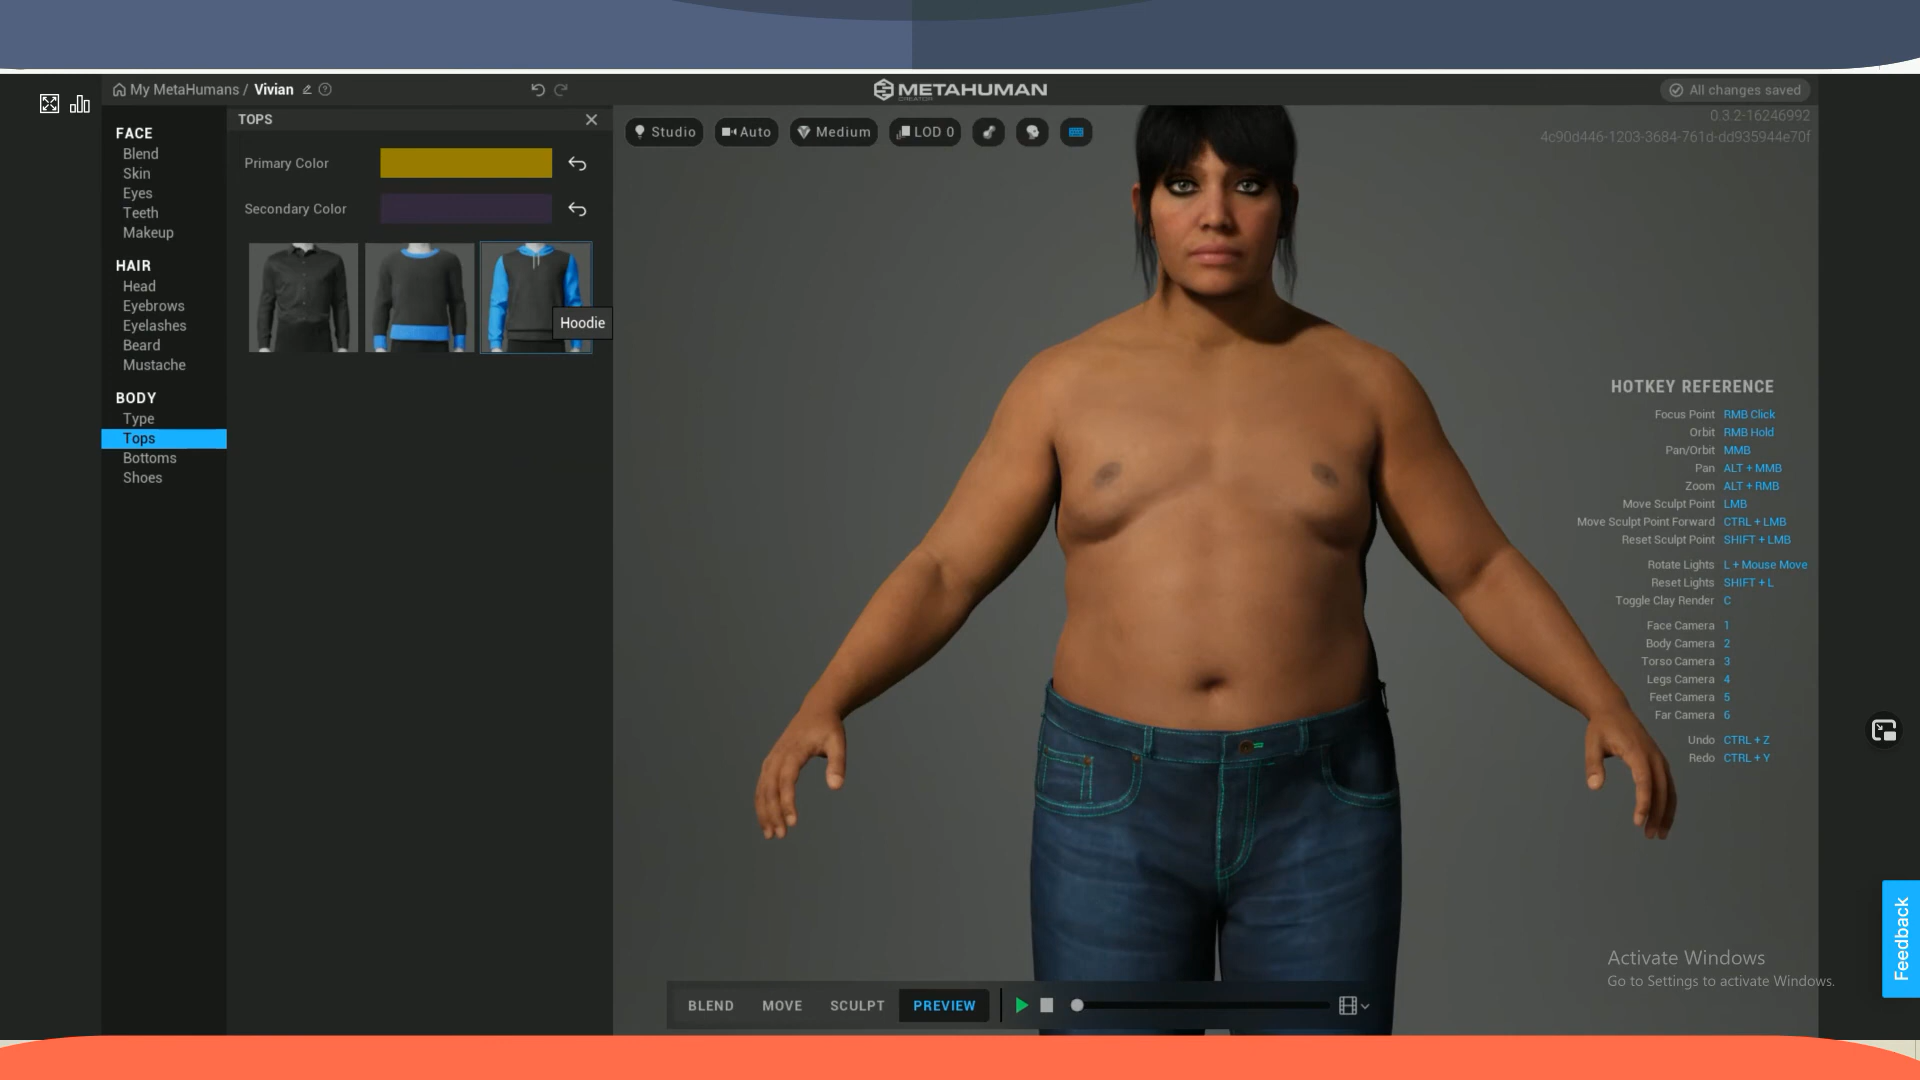 My MetaHumans / Vivian
METAHUMAN
CREATOR
All changes saved
0.3.2-16246992
4c90d446-1203-3684-761d-dd935944e70f
FACE
Blend
Skin
Eyes
Teeth
Makeup
HAIR
Head
Eyebrows
Eyelashes
Beard
Mustache
BODY
Type
Tops
Bottoms
Shoes
TOPS
Primary Color
Secondary Color
Hoodie
Studio
Auto
Medium
LOD 0
HOTKEY REFERENCE
Focus Point RMB Click
Orbit RMB Hold
Pan/Orbit MMB
Pan ALT + MMB
Zoom ALT + RMB
Move Sculpt Point LMB
Move Sculpt Point Forward CTRL + LMB
Reset Sculpt Point SHIFT + LMB
Rotate Lights L + Mouse Move
Reset Lights SHIFT + L
Toggle Clay Render C
Face Camera 1
Body Camera 2
Torso Camera 3
Legs Camera 4
Feet Camera 5
Far Camera 6
Undo CTRL + Z
Redo CTRL + Y
Feedback
Activate Windows
Go to Settings to activate Windows.
BLEND
MOVE
SCULPT
PREVIEW